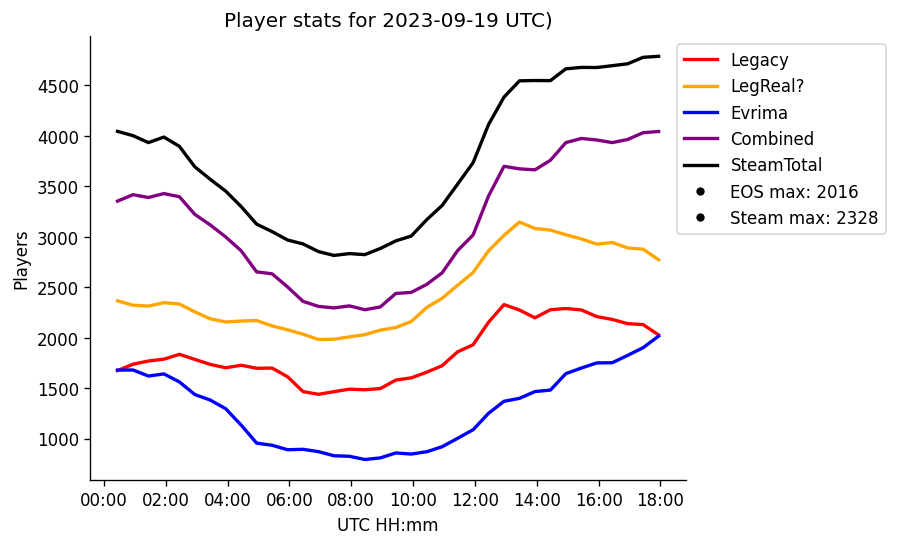 Player stats for 2023-09-19 UTC)
Legacy
LegReal?
Evrima
Combined
SteamTotal
EOS max: 2016
Steam max: 2328
Players
4500
4000
3500
3000
2500
2000
1500
1000
00:00 02:00 04:00 06:00 08:00 10:00 12:00 14:00 16:00 18:00
UTC HH:mm